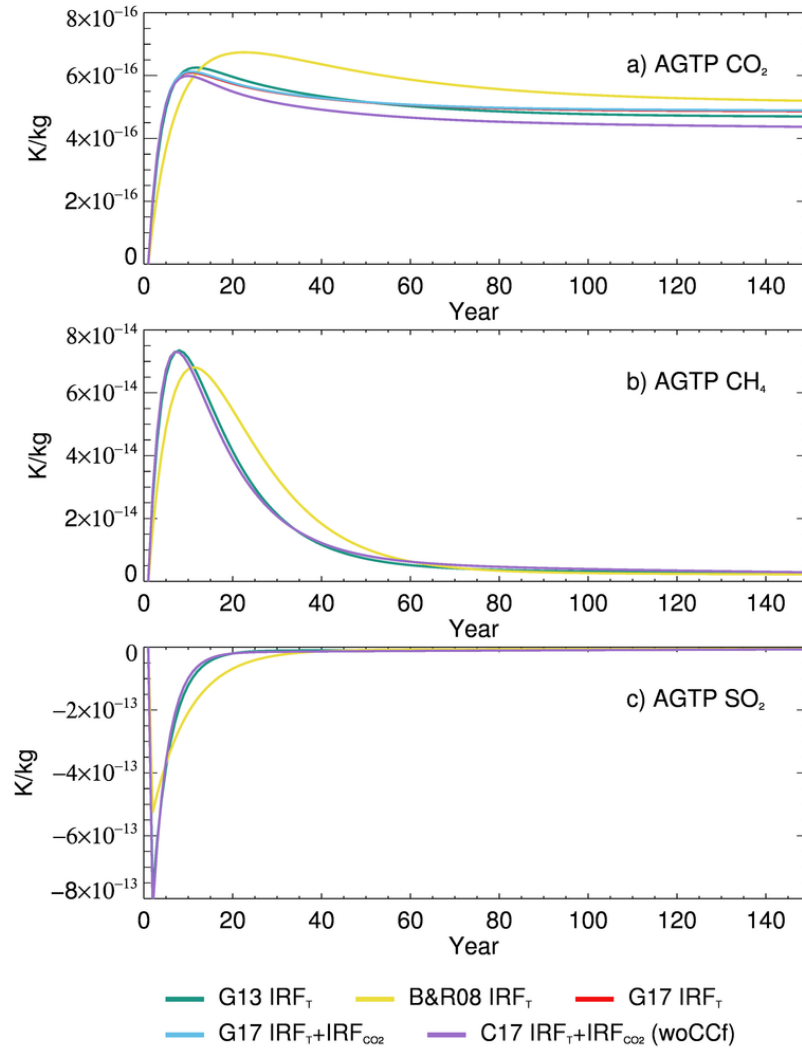 8×10⁻¹⁶
6×10⁻¹⁶
4×10⁻¹⁶
2×10⁻¹⁶
0
K/kg
a) AGTP CO₂
0 20 40 60 80 100 120 140
Year
8×10⁻¹⁴
6×10⁻¹⁴
4×10⁻¹⁴
2×10⁻¹⁴
0
K/kg
b) AGTP CH₄
0 20 40 60 80 100 120 140
Year
0
−2×10⁻¹³
−4×10⁻¹³
−6×10⁻¹³
−8×10⁻¹³
K/kg
c) AGTP SO₂
0 20 40 60 80 100 120 140
Year
G13 IRF_T B&R08 IRF_T G17 IRF_T
G17 IRF_T+IRF_CO₂ C17 IRF_T+IRF_CO₂ (woCCf)